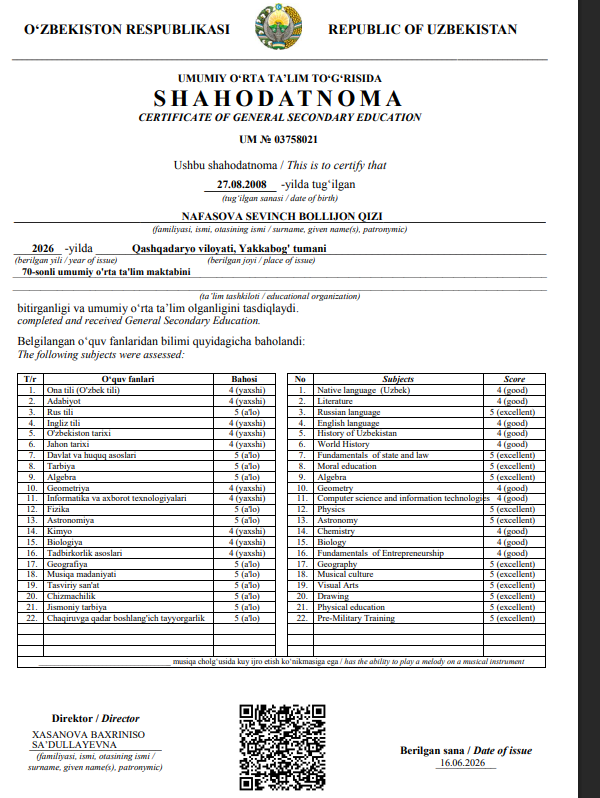 O‘ZBEKISTON RESPUBLIKASI REPUBLIC OF UZBEKISTAN
UMUMIY O‘RTA TA’LIM TO‘G‘RISIDA
SHAHODATNOMA
CERTIFICATE OF GENERAL SECONDARY EDUCATION
UM № 03758021
Ushbu shahodatnoma / This is to certify that
27.08.2008 -yilda tug‘ilgan
(tug‘ilgan sanasi / date of birth)
NAFASOVA SEVINCH BOLLIJON QIZI
(familiyasi, ismi, otasining ismi / surname, given name(s), patronymic)
2026 -yilda Qashqadaryo viloyati, Yakkabog' tumani
(berilgan yili / year of issue) (berilgan joyi / place of issue)
70-sonli umumiy o'rta ta'lim maktabini
(ta’lim tashkiloti / educational organization)
bitirganligi va umumiy o‘rta ta’lim olganligini tasdiqlaydi.
completed and received General Secondary Education.
Belgilangan o‘quv fanlaridan bilimi quyidagicha baholandi:
The following subjects were assessed:
T/r O‘quv fanlari Bahosi No Subjects Score
1. Ona tili (O'zbek tili) 4 (yaxshi) 1. Native language (Uzbek) 4 (good)
2. Adabiyot 4 (yaxshi) 2. Literature 4 (good)
3. Rus tili 5 (a'lo) 3. Russian language 5 (excellent)
4. Ingliz tili 4 (yaxshi) 4. English language 4 (good)
5. O'zbekiston tarixi 4 (yaxshi) 5. History of Uzbekistan 4 (good)
6. Jahon tarixi 4 (yaxshi) 6. World History 4 (good)
7. Davlat va huquq asoslari 5 (a'lo) 7. Fundamentals of state and law 5 (excellent)
8. Tarbiya 5 (a'lo) 8. Moral education 5 (excellent)
9. Algebra 5 (a'lo) 9. Algebra 5 (excellent)
10. Geometriya 4 (yaxshi) 10. Geometry 4 (good)
11. Informatika va axborot texnologiyalari 4 (yaxshi) 11. Computer science and information technologies 4 (good)
12. Fizika 5 (a'lo) 12. Physics 5 (excellent)
13. Astronomiya 5 (a'lo) 13. Astronomy 5 (excellent)
14. Kimyo 4 (yaxshi) 14. Chemistry 4 (good)
15. Biologiya 4 (yaxshi) 15. Biology 4 (good)
16. Tadbirkorlik asoslari 4 (yaxshi) 16. Fundamentals of Entrepreneurship 4 (good)
17. Geografiya 5 (a'lo) 17. Geography 5 (excellent)
18. Musiqa madaniyati 5 (a'lo) 18. Musical culture 5 (excellent)
19. Tasviriy san'at 5 (a'lo) 19. Visual Arts 5 (excellent)
20. Chizmachilik 5 (a'lo) 20. Drawing 5 (excellent)
21. Jismoniy tarbiya 5 (a'lo) 21. Physical education 5 (excellent)
22. Chaqiruvga qadar boshlang'ich tayyorgarlik 5 (a'lo) 22. Pre-Military Training 5 (excellent)
musiqa cholg‘usida kuy ijro etish ko‘nikmasiga ega / has the ability to play a melody on a musical instrument
Direktor / Director
XASANOVA BAXRINISO
SA’DULLAYEVNA
(familiyasi, ismi, otasining ismi /
surname, given name(s), patronymic)
Berilgan sana / Date of issue
16.06.2026